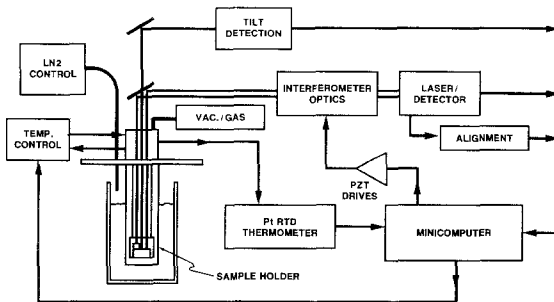 TILT
DETECTION
LN2
CONTROL
INTERFEROMETER
OPTICS
LASER/
DETECTOR
VAC./GAS
TEMP.
CONTROL
ALIGNMENT
PZT
DRIVES
Pt RTD
THERMOMETER
MINICOMPUTER
SAMPLE HOLDER